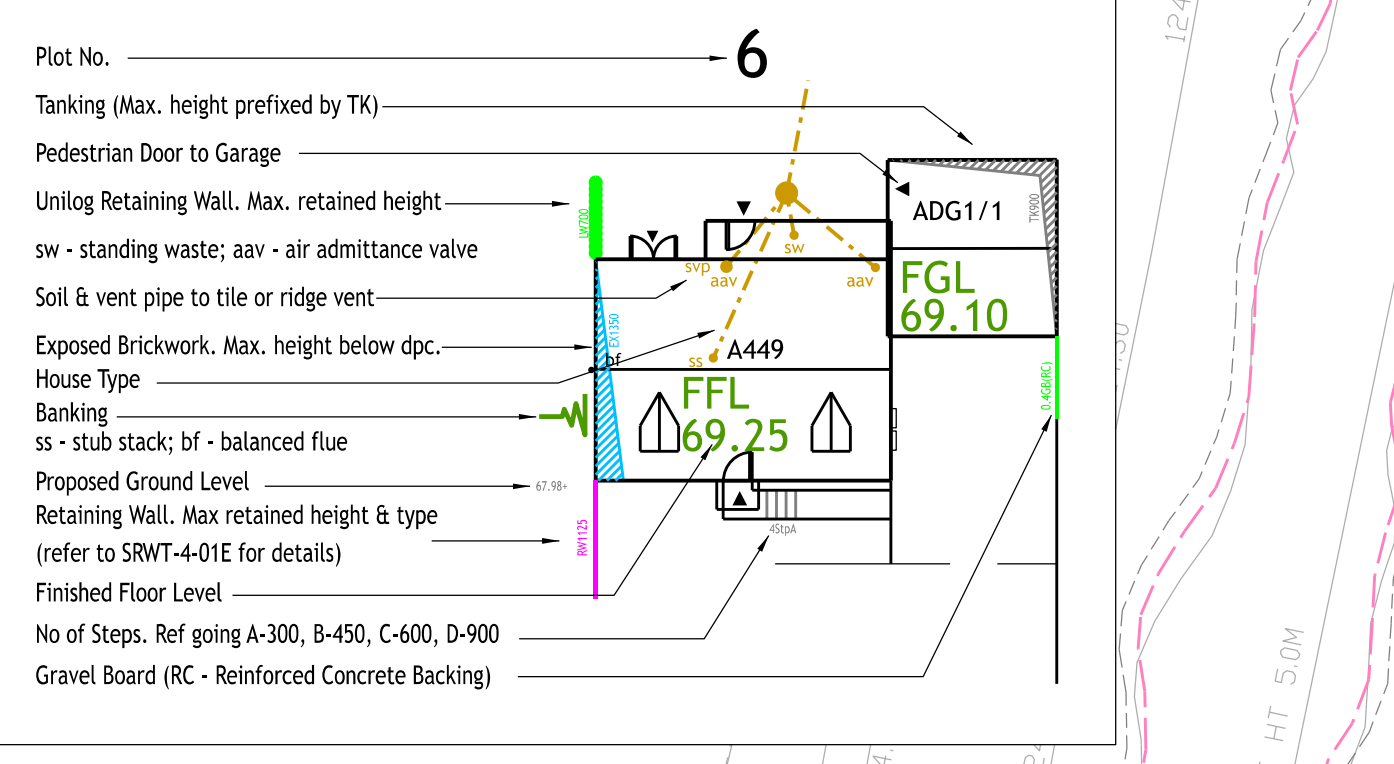 Plot No.
6
Tanking (Max. height prefixed by TK)
Pedestrian Door to Garage
Unilog Retaining Wall. Max. retained height
sw - standing waste; aav - air admittance valve
Soil & vent pipe to tile or ridge vent
Exposed Brickwork. Max. height below dpc.
House Type
Banking
ss - stub stack; bf - balanced flue
Proposed Ground Level
Retaining Wall. Max retained height & type
(refer to SRWT-4-01E for details)
Finished Floor Level
No of Steps. Ref going A-300, B-450, C-600, D-900
Gravel Board (RC - Reinforced Concrete Backing)
LW700
ADG1/1
TK900
sw
svp
aav
aav
FGL
69.10
EX1350
bf
ss
A449
FFL
69.25
0.4GB(RC)
67.98+
RW1125
4StpA
124
HT 5.0M